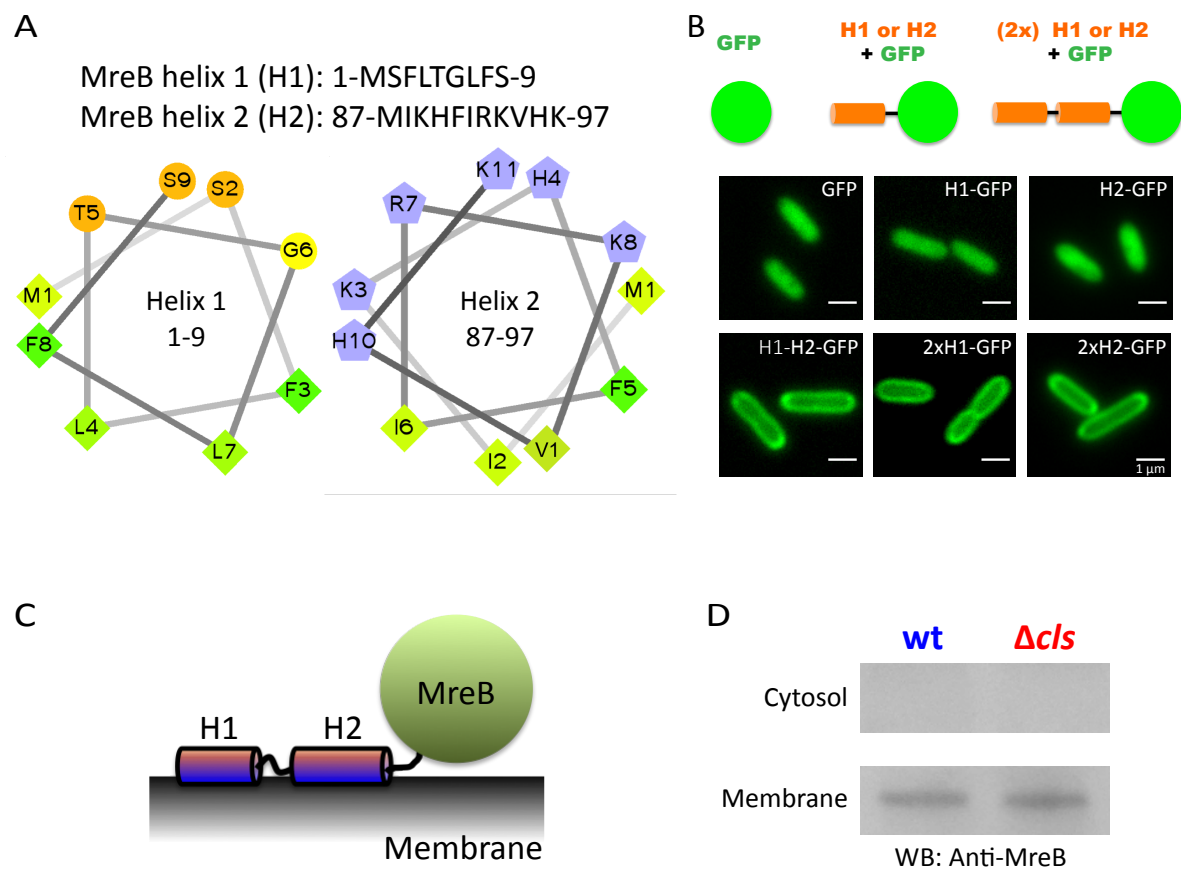 A
MreB helix 1 (H1): 1-MSFLTGLFS-9
MreB helix 2 (H2): 87-MIKHFIRKVHK-97
S9
S2
T5
G6
M1
F8
Helix 1
1-9
F3
L4
L7
K11
H4
R7
K8
K3
M1
H10
Helix 2
87-97
F5
I6
I2
V1
B
GFP
H1 or H2
+ GFP
(2x) H1 or H2
+ GFP
GFP
H1-GFP
H2-GFP
H1-H2-GFP
2xH1-GFP
2xH2-GFP
1 µm
C
MreB
H1
H2
Membrane
D
wt
Δcls
Cytosol
Membrane
WB: Anti-MreB